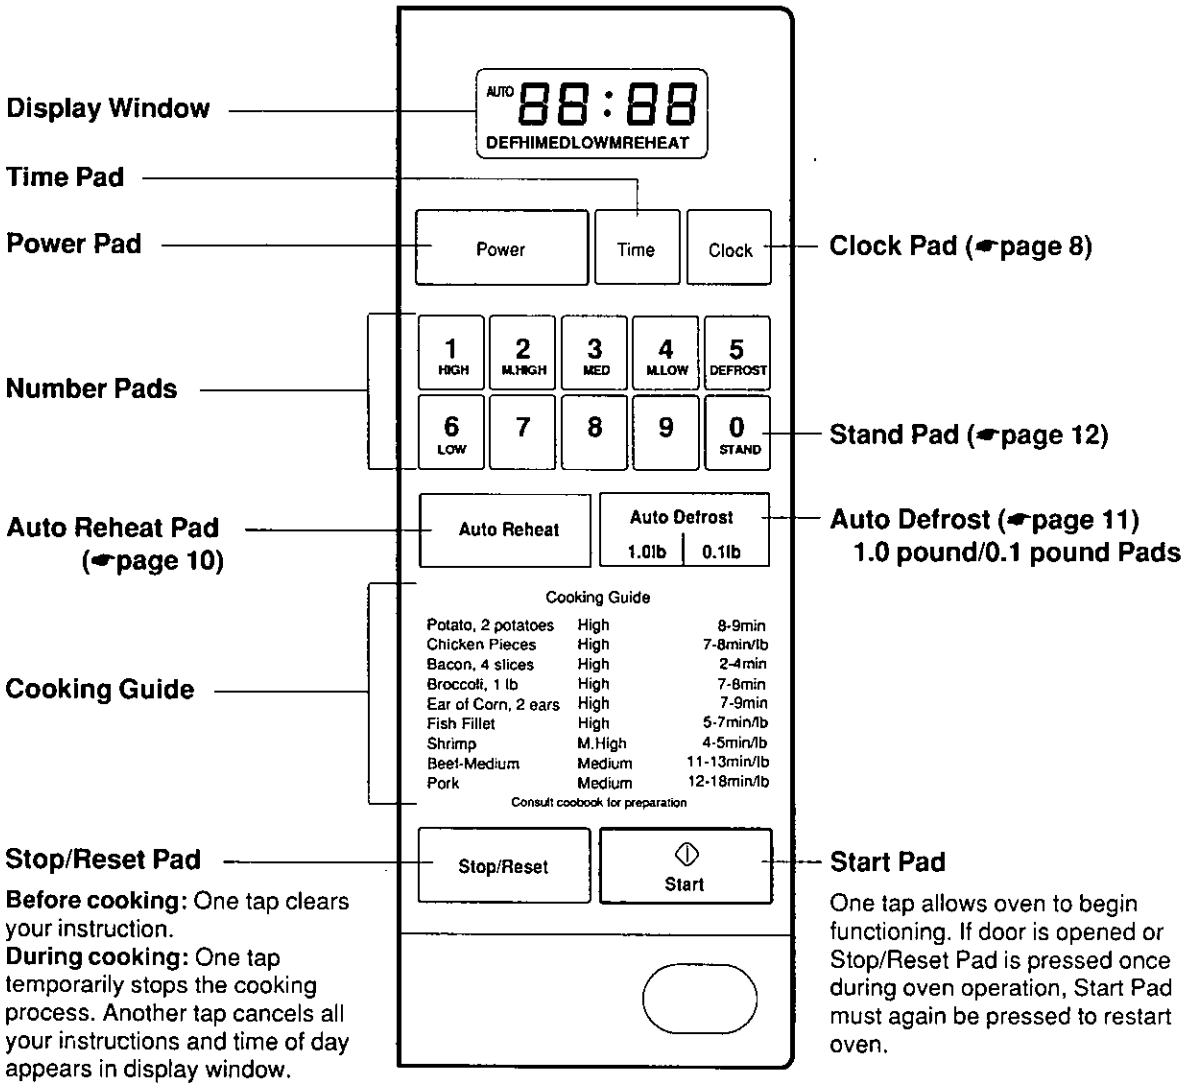 AUTO 88:88
DEFHIMEDLOWMREHEAT
Display Window
Time Pad
Power Pad
Power
Time
Clock
Clock Pad (☛page 8)
Number Pads
1
HIGH
2
M.HIGH
3
MED
4
M.LOW
5
DEFROST
6
LOW
7
8
9
0
STAND
Stand Pad (☛page 12)
Auto Reheat Pad
(☛page 10)
Auto Reheat
Auto Defrost
1.0lb | 0.1lb
Auto Defrost (☛page 11)
1.0 pound/0.1 pound Pads
Cooking Guide
Cooking Guide
Potato, 2 potatoes High 8-9min
Chicken Pieces High 7-8min/lb
Bacon, 4 slices High 2-4min
Broccoli, 1 lb High 7-8min
Ear of Corn, 2 ears High 7-9min
Fish Fillet High 5-7min/lb
Shrimp M.High 4-5min/lb
Beef-Medium Medium 11-13min/lb
Pork Medium 12-18min/lb
Consult coobook for preparation
Stop/Reset Pad
Stop/Reset
Start
Before cooking: One tap clears
your instruction.
During cooking: One tap
temporarily stops the cooking
process. Another tap cancels all
your instructions and time of day
appears in display window.
Start Pad
One tap allows oven to begin
functioning. If door is opened or
Stop/Reset Pad is pressed once
during oven operation, Start Pad
must again be pressed to restart
oven.